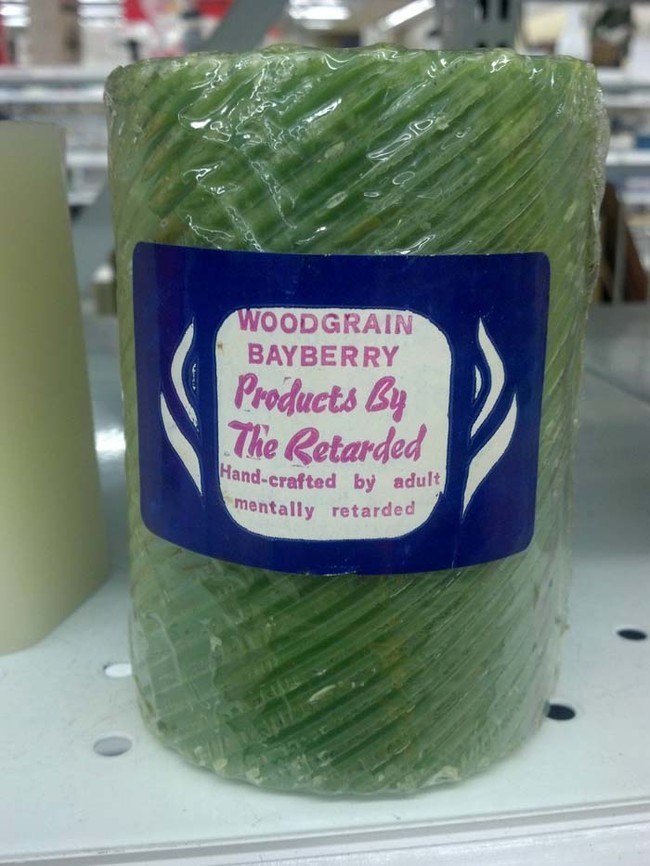 WOODGRAIN
BAYBERRY
Products By
The Retarded
Hand-crafted by adult
mentally retarded